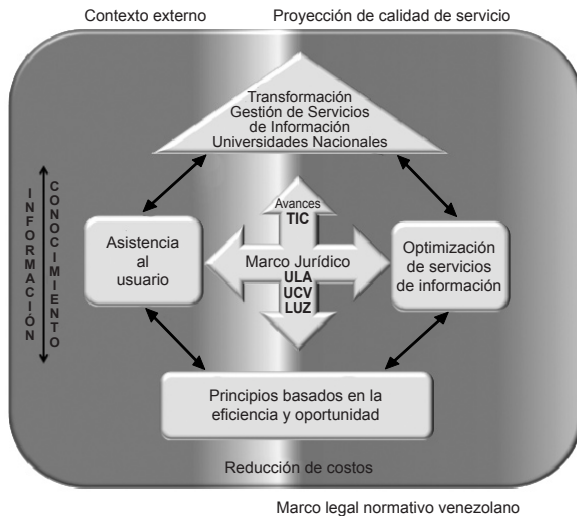 Contexto externo
Proyección de calidad de servicio
Transformación
Gestión de Servicios
de Información
Universidades Nacionales
INFORMACIÓN
CONOCIMIENTO
Asistencia
al
usuario
Avances
TIC
Marco Jurídico
ULA
UCV
LUZ
Optimización
de servicios
de información
Principios basados en la
eficiencia y oportunidad
Reducción de costos
Marco legal normativo venezolano